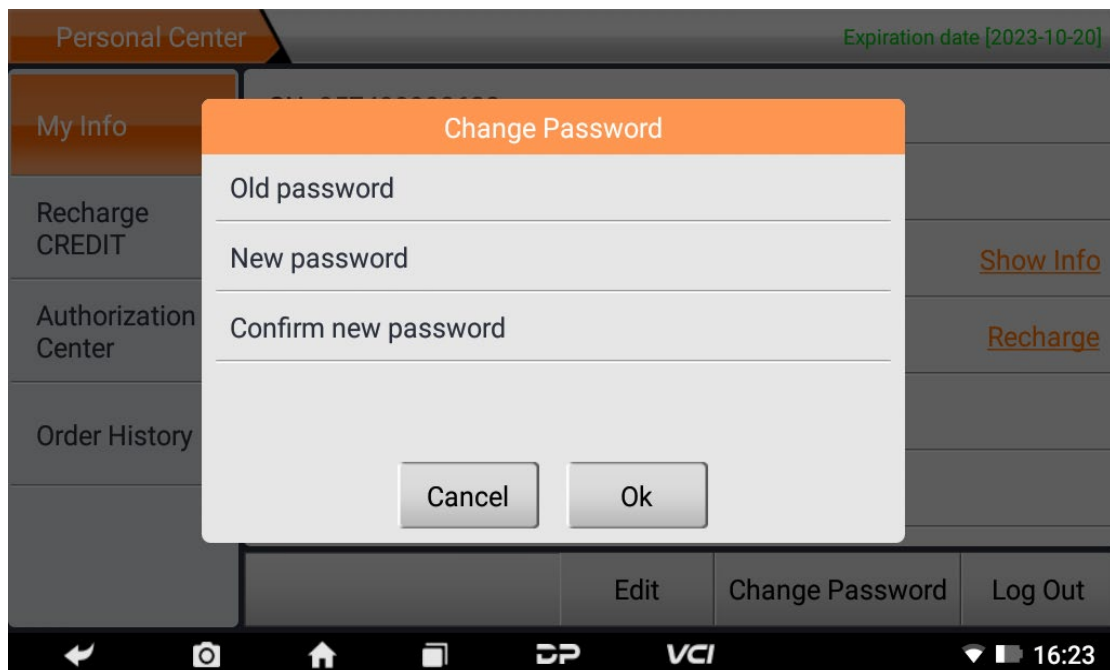 Personal Center
Expiration date [2023-10-20]
My Info
Change Password
Old password
Recharge
CREDIT
New password
Show Info
Authorization
Center
Confirm new password
Recharge
Order History
Cancel
Ok
Edit
Change Password
Log Out
DP
VCI
16:23